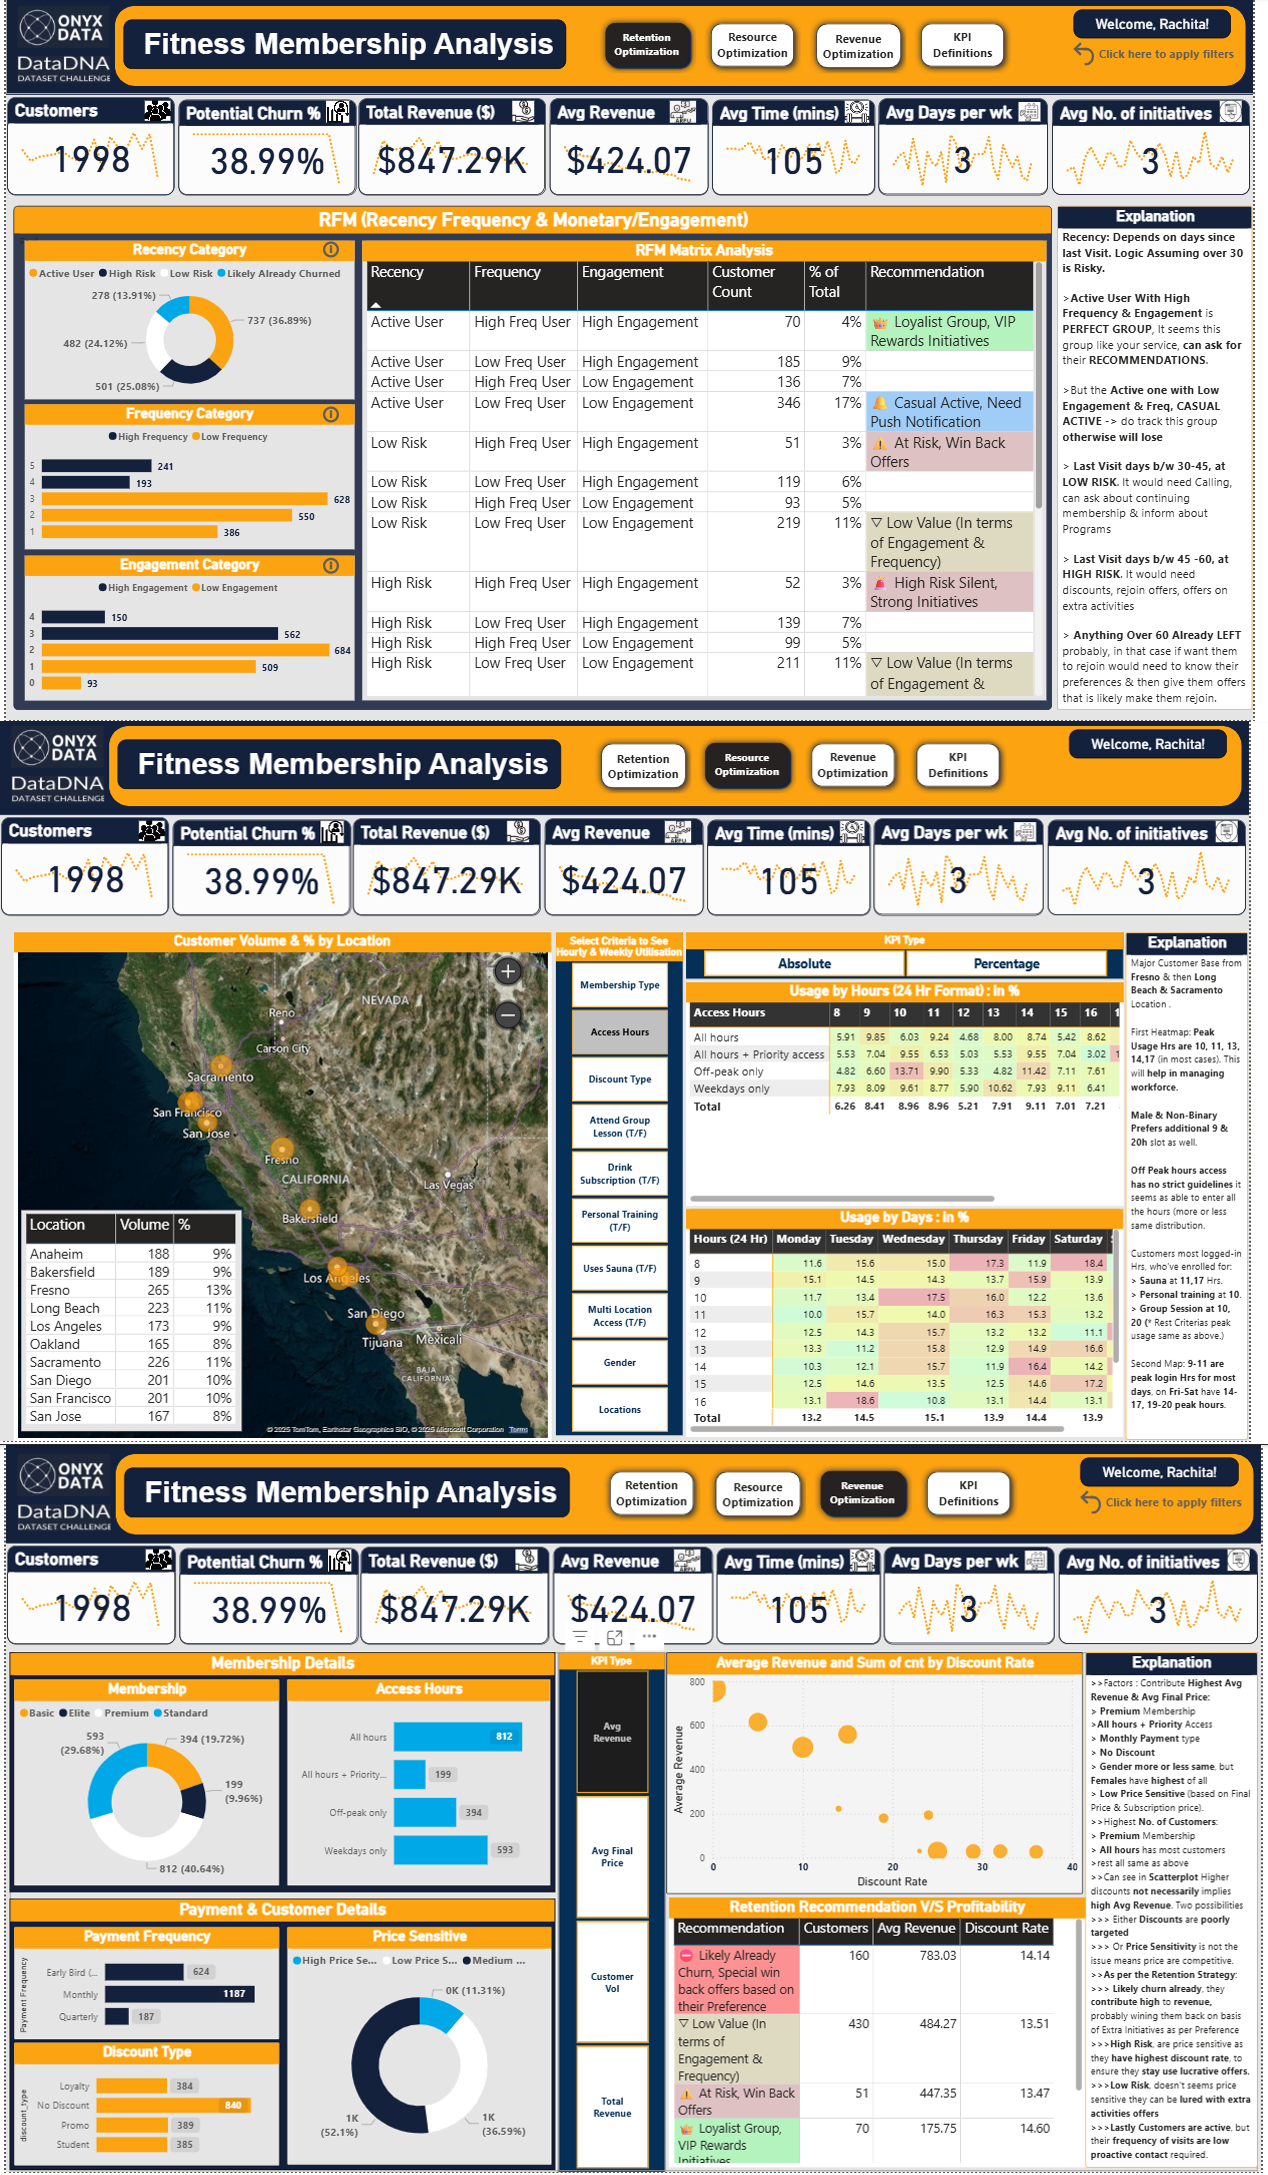 ONYX
DATA
DataDNA
DATASET CHALLENGE
Fitness Membership Analysis
Retention
Optimization
Resource
Optimization
Revenue
Optimization
KPI
Definitions
Welcome, Rachita!
Click here to apply filters
Customers
1998
Potential Churn %
38.99%
Total Revenue ($)
$847.29K
Avg Revenue
$424.07
Avg Time (mins)
105
Avg Days per wk
3
Avg No. of initiatives
3
RFM (Recency Frequency & Monetary/Engagement)
Recency Category
Active User High Risk Low Risk Likely Already Churned
278 (13.91%)
737 (36.89%)
482 (24.12%)
501 (25.08%)
Frequency Category
High Frequency Low Frequency
5 241
4 193
3 628
2 550
1 386
Engagement Category
High Engagement Low Engagement
4 150
3 562
2 684
1 509
0 93
RFM Matrix Analysis
Recency Frequency Engagement Customer Count % of Total Recommendation
Active User High Freq User High Engagement 70 4% Loyalist Group, VIP Rewards Initiatives
Active User Low Freq User High Engagement 185 9%
Active User High Freq User Low Engagement 136 7%
Active User Low Freq User Low Engagement 346 17% Casual Active, Need Push Notification
Low Risk High Freq User High Engagement 51 3% At Risk, Win Back Offers
Low Risk Low Freq User High Engagement 119 6%
Low Risk High Freq User Low Engagement 93 5%
Low Risk Low Freq User Low Engagement 219 11% ▽ Low Value (In terms of Engagement & Frequency)
High Risk High Freq User High Engagement 52 3% High Risk Silent, Strong Initiatives
High Risk Low Freq User High Engagement 139 7%
High Risk High Freq User Low Engagement 99 5%
High Risk Low Freq User Low Engagement 211 11% ▽ Low Value (In terms of Engagement &
Explanation
Recency: Depends on days since
last Visit. Logic Assuming over 30
is Risky.
>Active User With High
Frequency & Engagement is
PERFECT GROUP, It seems this
group like your service, can ask for
their RECOMMENDATIONS.
>But the Active one with Low
Engagement & Freq, CASUAL
ACTIVE -> do track this group
otherwise will lose
> Last Visit days b/w 30-45, at
LOW RISK. It would need Calling,
can ask about continuing
membership & inform about
Programs
> Last Visit days b/w 45 -60, at
HIGH RISK. It would need
discounts, rejoin offers, offers on
extra activities
> Anything Over 60 Already LEFT
probably, in that case if want them
to rejoin would need to know their
preferences & then give them offers
that is likely make them rejoin.
ONYX
DATA
DataDNA
DATASET CHALLENGE
Fitness Membership Analysis
Retention
Optimization
Resource
Optimization
Revenue
Optimization
KPI
Definitions
Welcome, Rachita!
Customers
1998
Potential Churn %
38.99%
Total Revenue ($)
$847.29K
Avg Revenue
$424.07
Avg Time (mins)
105
Avg Days per wk
3
Avg No. of initiatives
3
Customer Volume & % by Location
NEVADA
Reno
Carson City
Sacramento
San Francisco
San Jose
Fresno
CALIFORNIA
Las Vegas
Bakersfield
Los Angeles
San Diego
Tijuana
Mexicali
BAJA
CALIFORNIA
© 2025 TomTom, Earthstar Geographics SIO, © 2025 Microsoft Corporation Terms
Location Volume %
Anaheim 188 9%
Bakersfield 189 9%
Fresno 265 13%
Long Beach 223 11%
Los Angeles 173 9%
Oakland 165 8%
Sacramento 226 11%
San Diego 201 10%
San Francisco 201 10%
San Jose 167 8%
Select Criteria to See
Hourly & Weekly Utilisation
Membership Type
Access Hours
Discount Type
Attend Group
Lesson (T/F)
Drink
Subscription (T/F)
Personal Training
(T/F)
Uses Sauna (T/F)
Multi Location
Access (T/F)
Gender
Locations
KPI Type
Absolute
Percentage
Usage by Hours (24 Hr Format) : in %
Access Hours 8 9 10 11 12 13 14 15 16 1
All hours 5.91 9.85 6.03 9.24 4.68 8.00 8.74 5.42 8.62
All hours + Priority access 5.53 7.04 9.55 6.53 5.03 5.53 9.55 7.04 3.02 1
Off-peak only 4.82 6.60 13.71 9.90 5.33 4.82 11.42 7.11 7.61
Weekdays only 7.93 8.09 9.61 8.77 5.90 10.62 7.93 9.11 6.41
Total 6.26 8.41 8.96 8.96 5.21 7.91 9.11 7.01 7.21
Usage by Days : in %
Hours (24 Hr) Monday Tuesday Wednesday Thursday Friday Saturday
8 11.6 15.6 15.0 17.3 11.9 18.4
9 15.1 14.5 14.3 13.7 15.9 13.9
10 11.7 13.4 17.5 16.0 12.2 13.6
11 10.0 15.7 14.0 16.3 15.3 13.2
12 12.5 14.3 15.7 13.2 13.2 11.1
13 13.3 11.2 15.8 12.9 14.9 16.6
14 10.3 12.1 15.7 11.9 16.4 14.2
15 12.5 14.6 13.5 12.5 14.6 17.2
16 13.1 18.6 10.8 13.1 14.4 13.1
Total 13.2 14.5 15.1 13.9 14.4 13.9
Explanation
Major Customer Base from
Fresno & then Long
Beach & Sacramento
Location .
First Heatmap: Peak
Usage Hrs are 10, 11, 13,
14,17 (in most cases). This
will help in managing
workforce.
Male & Non-Binary
Prefers additional 9 &
20h slot as well.
Off Peak hours access
has no strict guidelines it
seems as able to enter all
the hours (more or less
same distribution.
Customers most logged-in
Hrs, who've enrolled for:
> Sauna at 11,17 Hrs.
> Personal training at 10.
> Group Session at 10,
20 (* Rest Criterias peak
usage same as above.)
Second Map: 9-11 are
peak login Hrs for most
days, on Fri-Sat have 14-
17, 19-20 peak hours.
ONYX
DATA
DataDNA
DATASET CHALLENGE
Fitness Membership Analysis
Retention
Optimization
Resource
Optimization
Revenue
Optimization
KPI
Definitions
Welcome, Rachita!
Click here to apply filters
Customers
1998
Potential Churn %
38.99%
Total Revenue ($)
$847.29K
Avg Revenue
$424.07
Avg Time (mins)
105
Avg Days per wk
3
Avg No. of initiatives
3
Membership Details
Membership
Basic Elite Premium Standard
593
(29.68%)
394 (19.72%)
199
(9.96%)
812 (40.64%)
Access Hours
All hours 812
All hours + Priority... 199
Off-peak only 394
Weekdays only 593
Payment & Customer Details
Payment Frequency
Payment Frequency
Early Bird (... 624
Monthly 1187
Quarterly 187
Discount Type
discount_type
Loyalty 384
No Discount 840
Promo 389
Student 385
Price Sensitive
High Price Se... Low Price S... Medium ...
0K (11.31%)
1K
(52.1%)
1K
(36.59%)
KPI Type
Avg
Revenue
Avg Final
Price
Customer
Vol
Total
Revenue
Average Revenue and Sum of cnt by Discount Rate
Average Revenue
800
600
400
200
0
0 10 20 30 40
Discount Rate
Retention Recommendation V/S Profitability
Recommendation Customers Avg Revenue Discount Rate
Likely Already Churn, Special win back offers based on their Preference 160 783.03 14.14
▽ Low Value (In terms of Engagement & Frequency) 430 484.27 13.51
At Risk, Win Back Offers 51 447.35 13.47
Loyalist Group, VIP Rewards Initiatives 70 175.75 14.60
Explanation
>>Factors : Contribute Highest Avg
Revenue & Avg Final Price:
> Premium Membership
>All hours + Priority Access
> Monthly Payment type
> No Discount
> Gender more or less same, but
Females have highest of all
> Low Price Sensitive (based on Final
Price & Subscription price).
>>Highest No. of Customers:
> Premium Membership
> All hours has most customers
>rest all same as above
>>Can see in Scatterplot Higher
discounts not necessarily implies
high Avg Revenue. Two possibilities
>>> Either Discounts are poorly
targeted
>>> Or Price Sensitivity is not the
issue means price are competitive.
>>As per the Retention Strategy:
>>> Likely churn already, they
contribute high to revenue,
probably wining them back on basis
of Extra Initiatives as per Preference
>>>High Risk, are price sensitive as
they have highest discount rate, to
ensure they stay use lucrative offers.
>>>Low Risk, doesn't seems price
sensitive they can be lured with extra
activities offers
>>>Lastly Customers are active, but
their frequency of visits are low
proactive contact required.